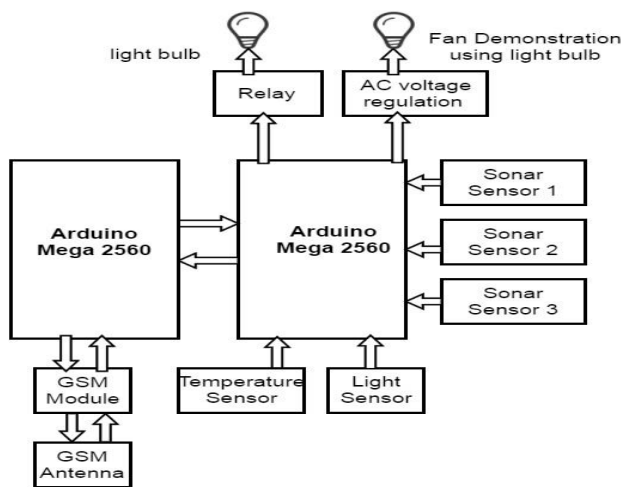 light bulb
Fan Demonstration
using light bulb
Relay
AC voltage
regulation
Arduino
Mega 2560
Arduino
Mega 2560
Sonar
Sensor 1
Sonar
Sensor 2
Sonar
Sensor 3
GSM
Module
Temperature
Sensor
Light
Sensor
GSM
Antenna